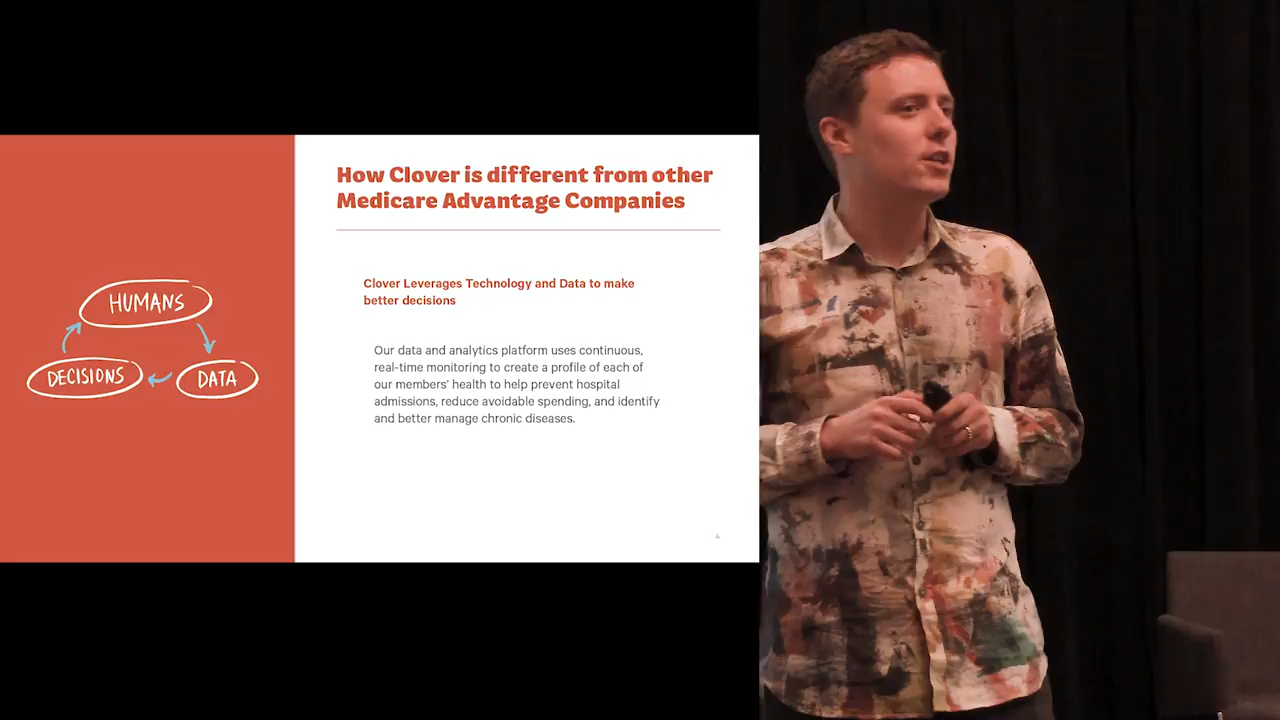 How Clover is different from other
Medicare Advantage Companies
Clover Leverages Technology and Data to make
better decisions
Our data and analytics platform uses continuous,
real-time monitoring to create a profile of each of
our members' health to help prevent hospital
admissions, reduce avoidable spending, and identify
and better manage chronic diseases.
HUMANS
DECISIONS
DATA
4